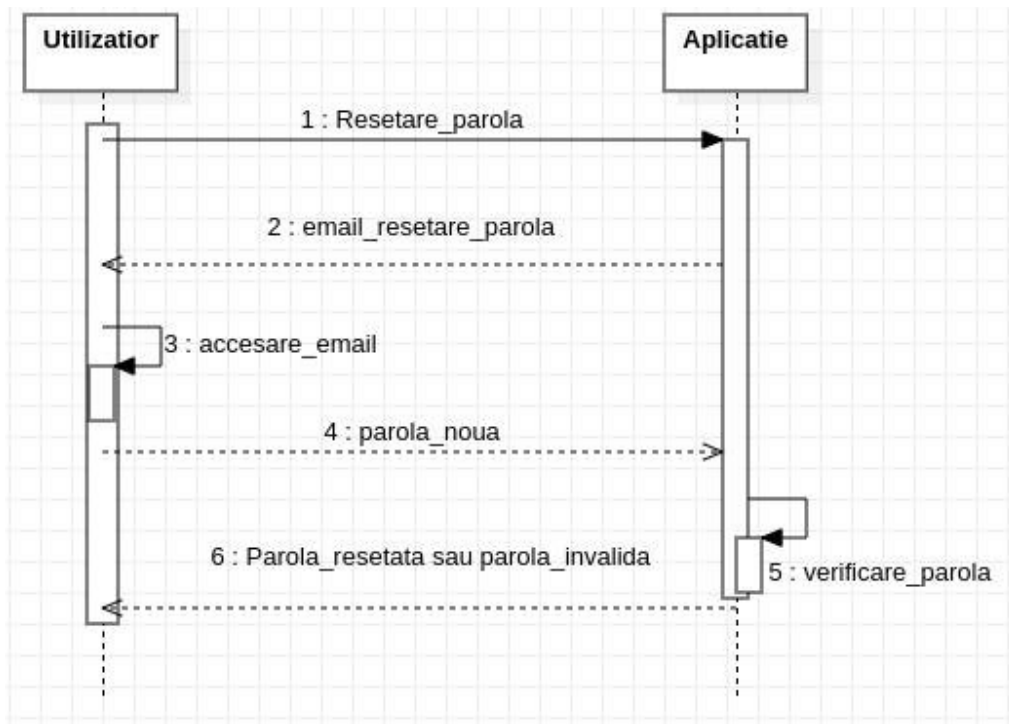 Utilizatior
Aplicatie
1 : Resetare_parola
2 : email_resetare_parola
3 : accesare_email
4 : parola_noua
6 : Parola_resetata sau parola_invalida
5 : verificare_parola